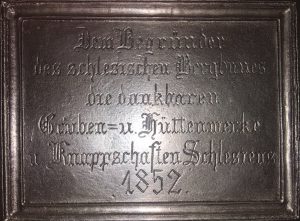 Dem Begründer
des schlesischen Bergbaues
die dankbaren
Gruben=u. Hüttenwerke
u. Knappschaften Schlesiens
1852.